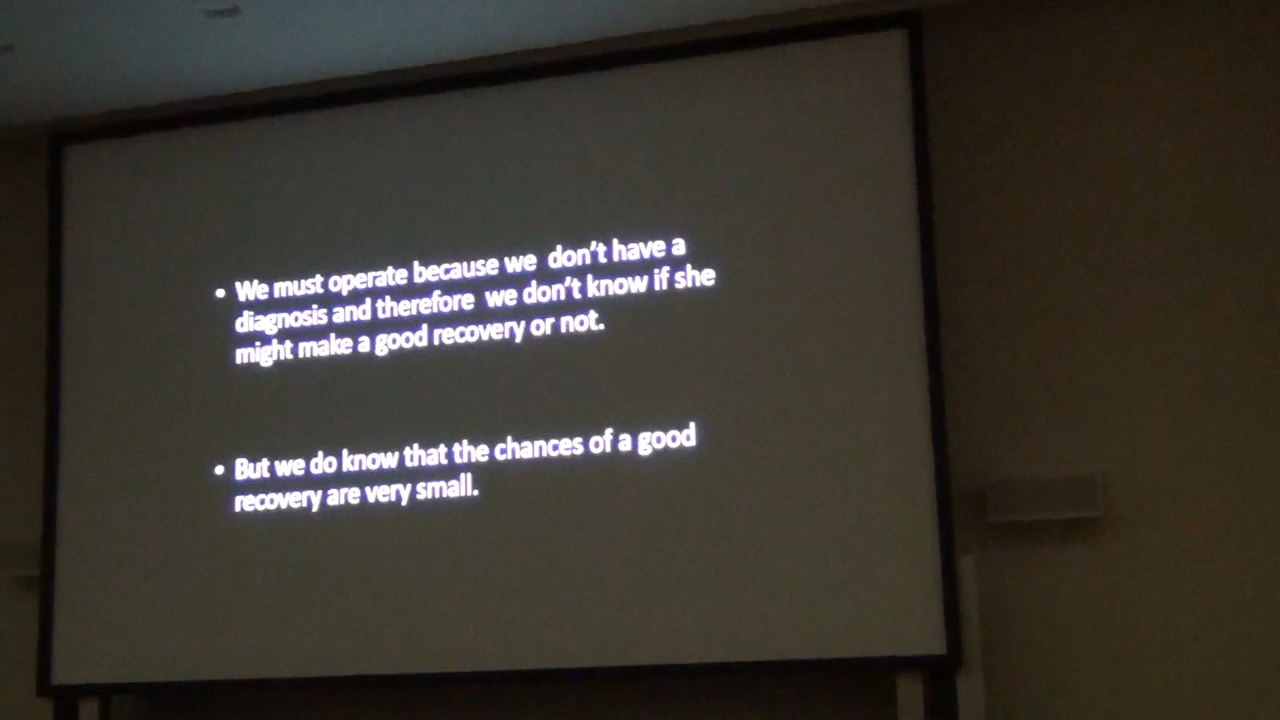 • We must operate because we don't have a
diagnosis and therefore we don't know if she
might make a good recovery or not.
• But we do know that the chances of a good
recovery are very small.